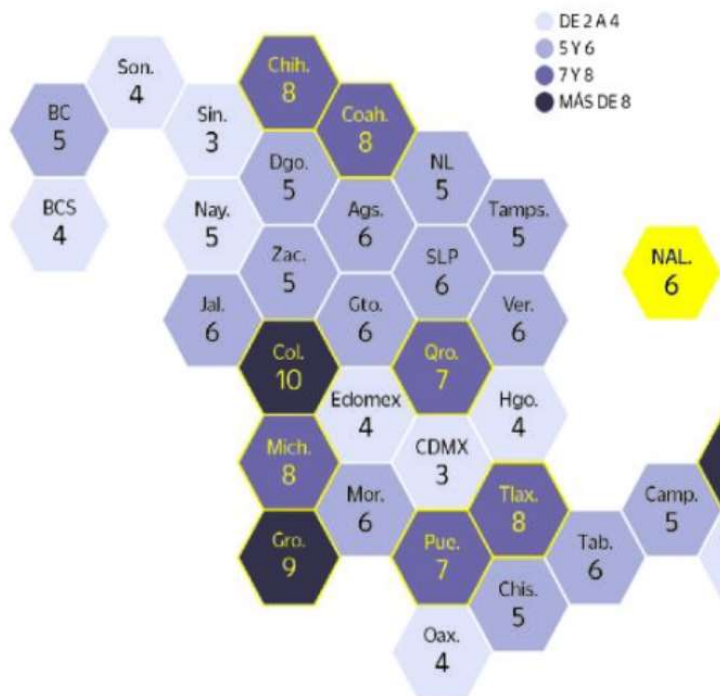 DE 2 A 4
5 Y 6
7 Y 8
MÁS DE 8
Son.
4
Chih.
8
BC
5
Sin.
3
Coah.
8
Dgo.
5
NL
5
BCS
4
Nay.
5
Ags.
6
Tamps.
5
Zac.
5
SLP
6
NAL.
6
Jal.
6
Gto.
6
Ver.
6
Col.
10
Qro.
7
Edomex
4
Hgo.
4
Mich.
8
CDMX
3
Mor.
6
Tlax.
8
Camp.
5
Gro.
9
Pue.
7
Tab.
6
Chis.
5
Oax.
4